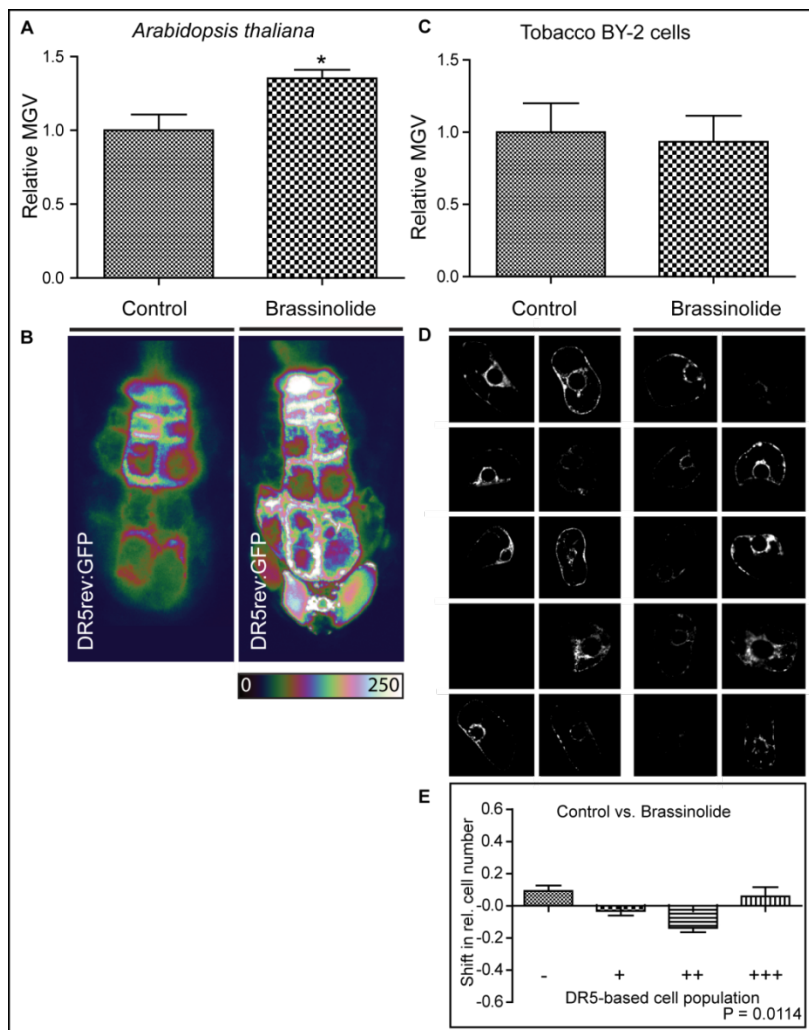 A
Arabidopsis thaliana
Relative MGV
1.5
1.0
0.5
0.0
*
Control
Brassinolide
B
DR5rev:GFP
DR5rev:GFP
0
250
C
Tobacco BY-2 cells
Relative MGV
1.5
1.0
0.5
0.0
Control
Brassinolide
D
E
Control vs. Brassinolide
Shift in rel. cell number
0.6
0.4
0.2
-0.0
-0.2
-0.4
-0.6
- + ++ +++
DR5-based cell population
P = 0.0114